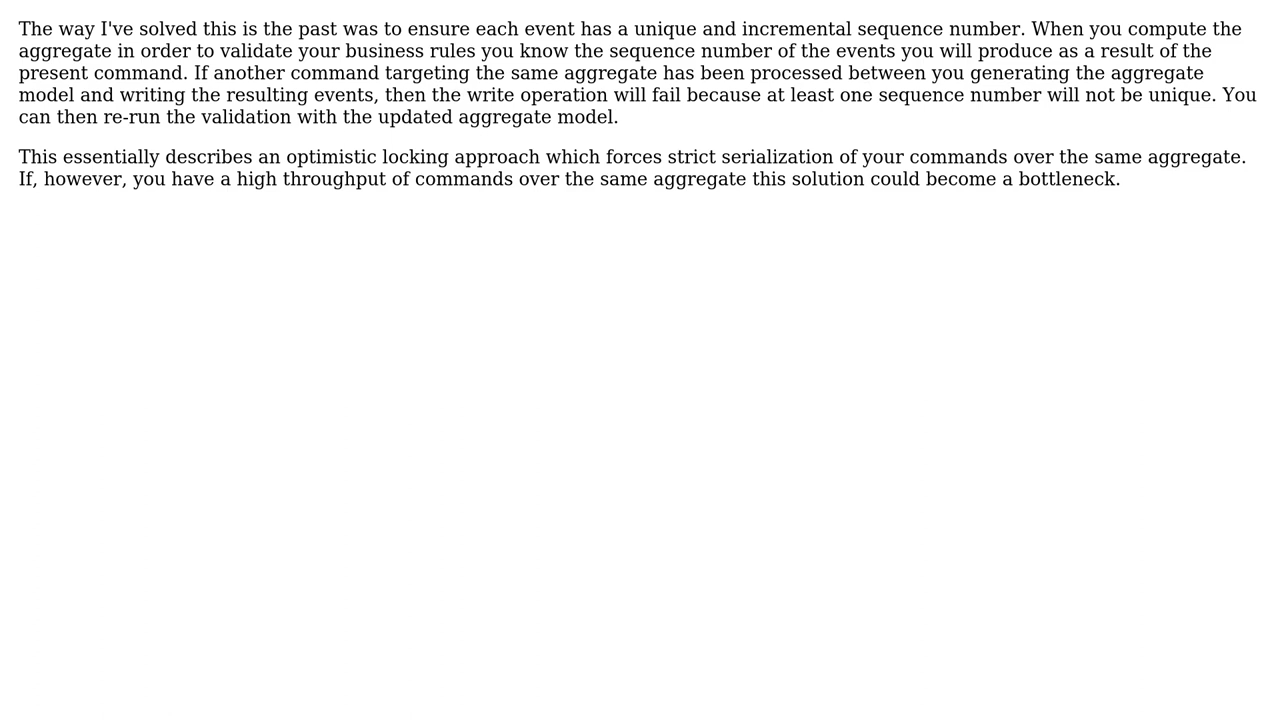 The way I've solved this is the past was to ensure each event has a unique and incremental sequence number. When you compute the
aggregate in order to validate your business rules you know the sequence number of the events you will produce as a result of the
present command. If another command targeting the same aggregate has been processed between you generating the aggregate
model and writing the resulting events, then the write operation will fail because at least one sequence number will not be unique. You
can then re-run the validation with the updated aggregate model.
This essentially describes an optimistic locking approach which forces strict serialization of your commands over the same aggregate.
If, however, you have a high throughput of commands over the same aggregate this solution could become a bottleneck.